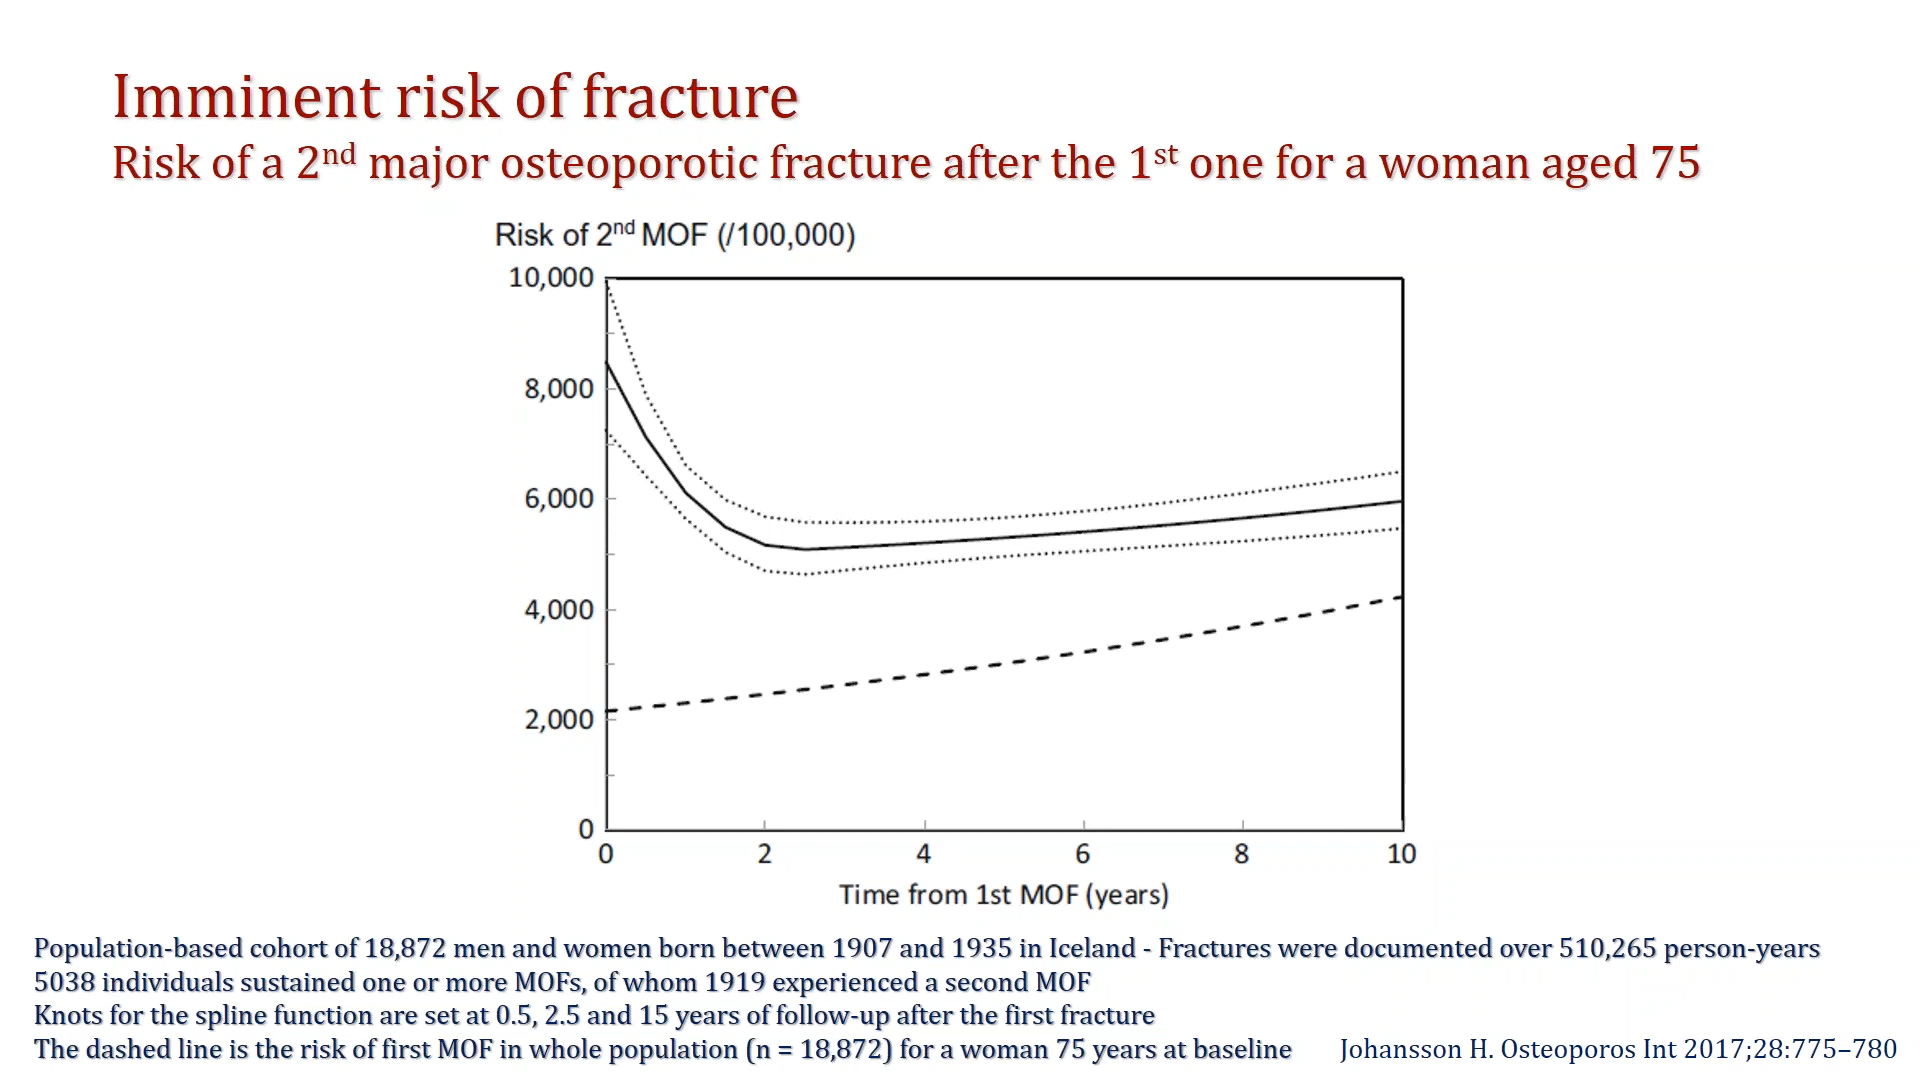 Imminent risk of fracture
Risk of a 2nd major osteoporotic fracture after the 1st one for a woman aged 75
Risk of 2nd MOF (/100,000)
10,000
8,000
6,000
4,000
2,000
0
0 2 4 6 8 10
Time from 1st MOF (years)
Population-based cohort of 18,872 men and women born between 1907 and 1935 in Iceland - Fractures were documented over 510,265 person-years
5038 individuals sustained one or more MOFs, of whom 1919 experienced a second MOF
Knots for the spline function are set at 0.5, 2.5 and 15 years of follow-up after the first fracture
The dashed line is the risk of first MOF in whole population (n = 18,872) for a woman 75 years at baseline
Johansson H. Osteoporos Int 2017;28:775–780